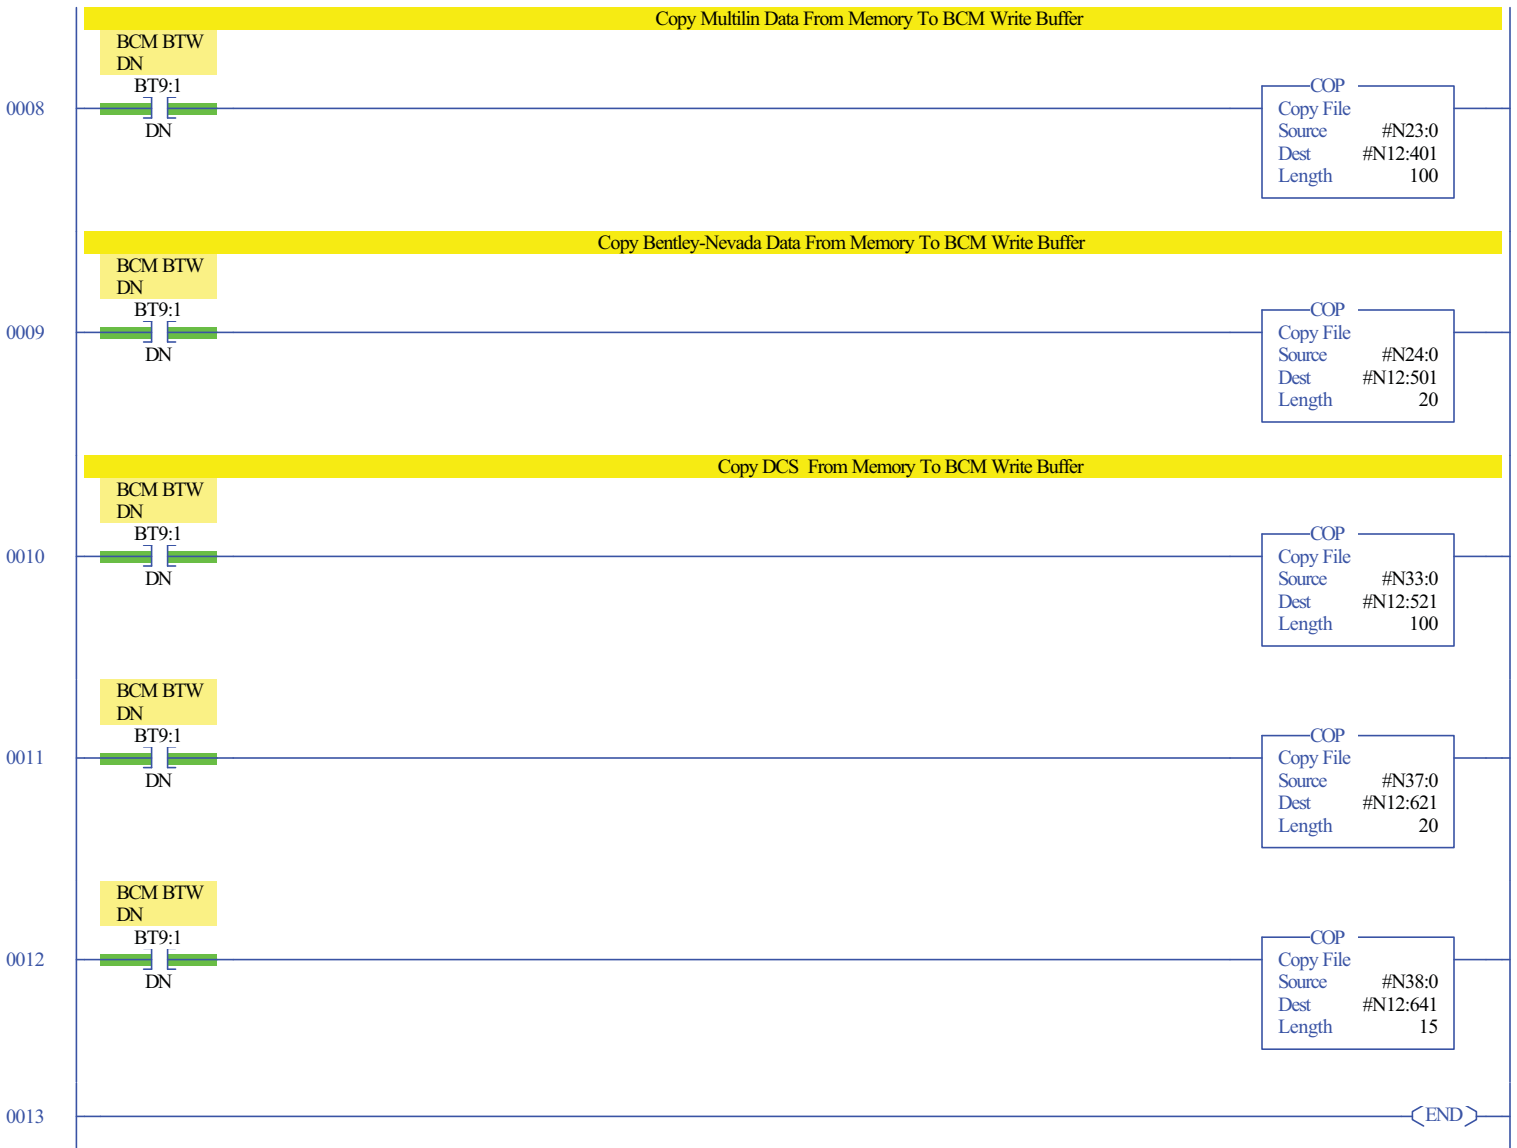 Copy Multilin Data From Memory To BCM Write Buffer
BCM BTW
DN
BT9:1
0008
DN
COP
Copy File
Source #N23:0
Dest #N12:401
Length 100
Copy Bentley-Nevada Data From Memory To BCM Write Buffer
BCM BTW
DN
BT9:1
0009
DN
COP
Copy File
Source #N24:0
Dest #N12:501
Length 20
Copy DCS From Memory To BCM Write Buffer
BCM BTW
DN
BT9:1
0010
DN
COP
Copy File
Source #N33:0
Dest #N12:521
Length 100
BCM BTW
DN
BT9:1
0011
DN
COP
Copy File
Source #N37:0
Dest #N12:621
Length 20
BCM BTW
DN
BT9:1
0012
DN
COP
Copy File
Source #N38:0
Dest #N12:641
Length 15
0013
END